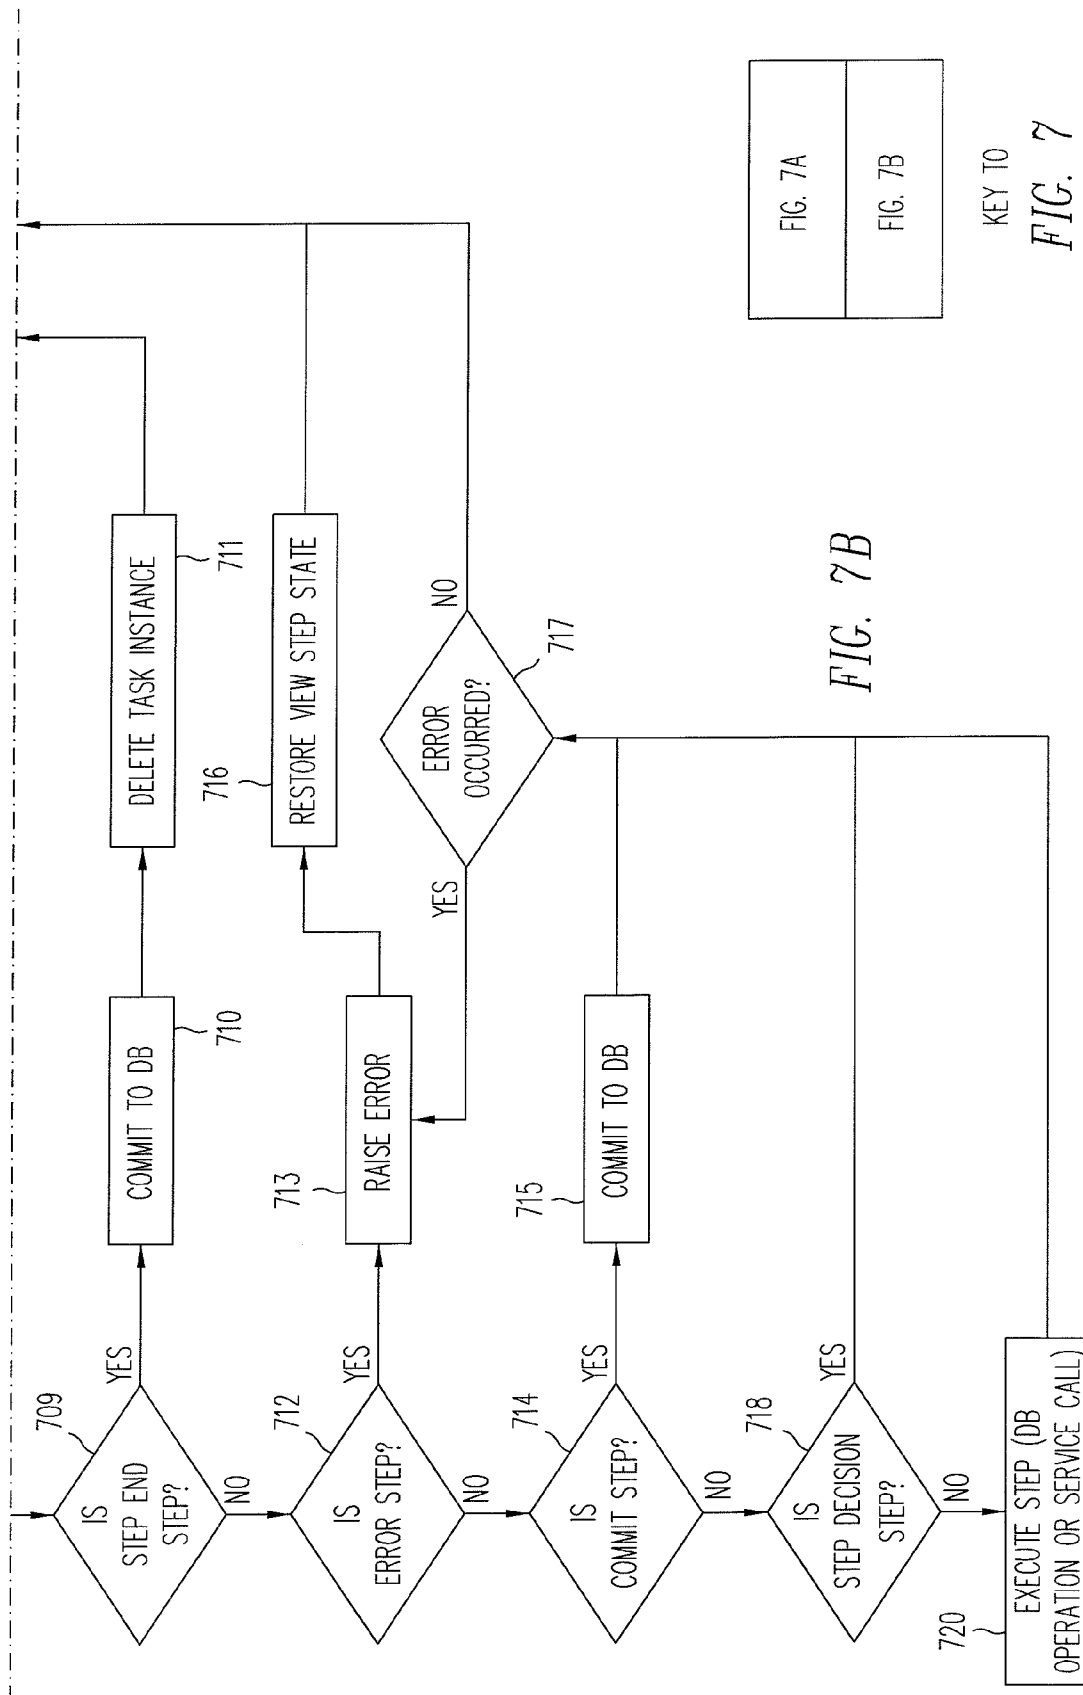 709
IS
STEP END
STEP?
YES
NO
COMMIT TO DB
710
DELETE TASK INSTANCE
711
712
IS
ERROR STEP?
YES
NO
713
RAISE ERROR
716
RESTORE VIEW STEP STATE
714
IS
COMMIT STEP?
YES
NO
715
COMMIT TO DB
YES
ERROR
OCCURRED?
NO
717
718
IS
STEP DECISION
STEP?
YES
NO
720
EXECUTE STEP (DB
OPERATION OR SERVICE CALL)
FIG. 7B
FIG. 7A
FIG. 7B
KEY TO
FIG. 7